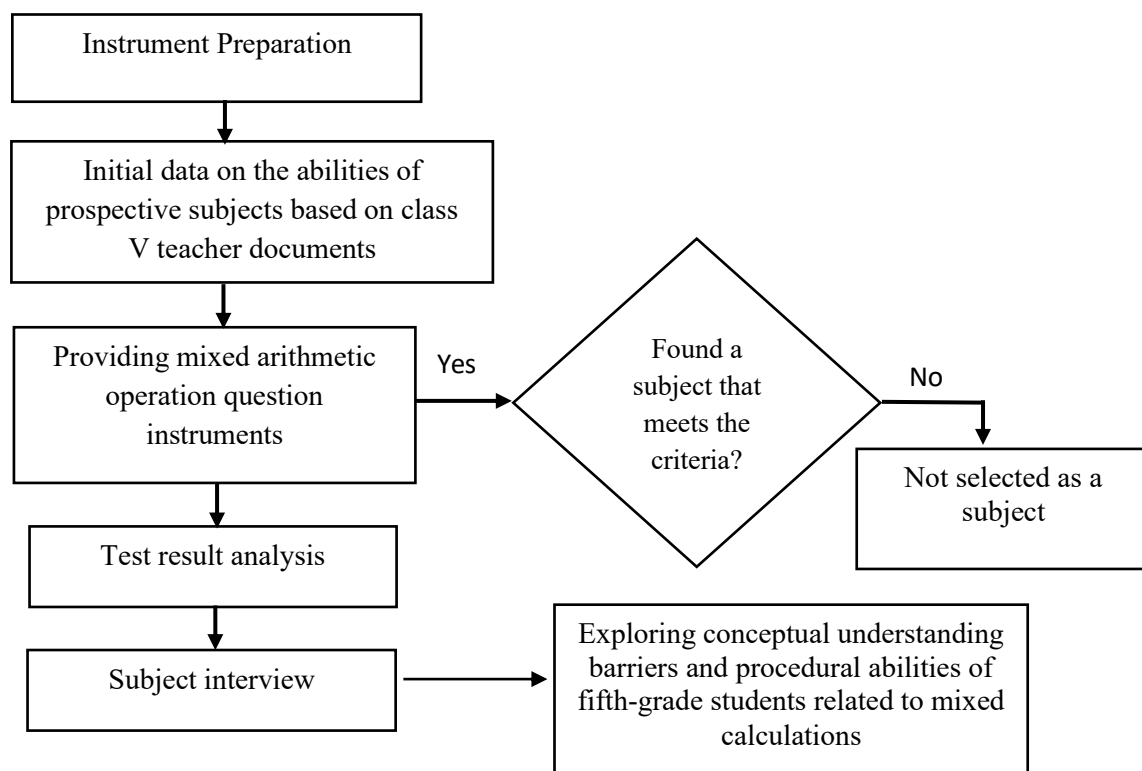 Instrument Preparation
Initial data on the abilities of
prospective subjects based on class
V teacher documents
Providing mixed arithmetic
operation question
instruments
Yes
Found a
subject that
meets the
criteria?
No
Not selected as a
subject
Test result analysis
Subject interview
Exploring conceptual understanding
barriers and procedural abilities of
fifth-grade students related to mixed
calculations